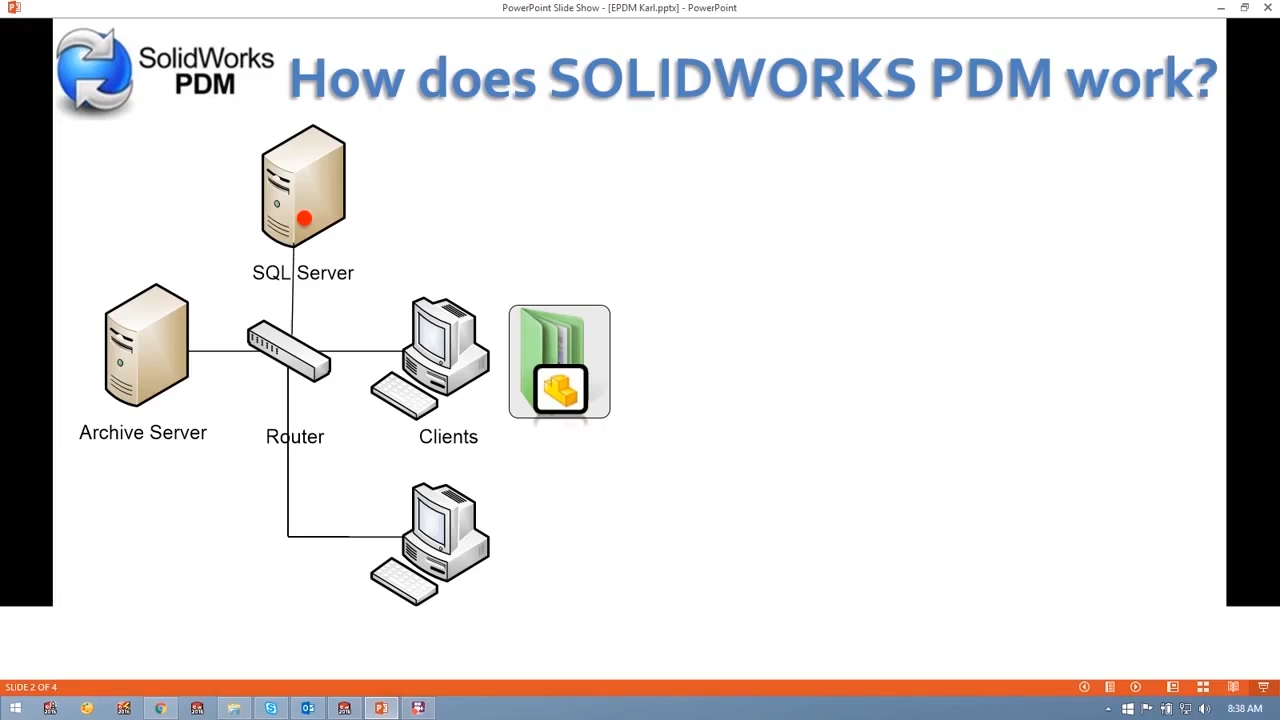 PowerPoint Slide Show - [EPDM Karl.pptx] - PowerPoint
SolidWorks
PDM
How does SOLIDWORKS PDM work?
SQL Server
Archive Server
Router
Clients
SLIDE 2 OF 4
8:38 AM